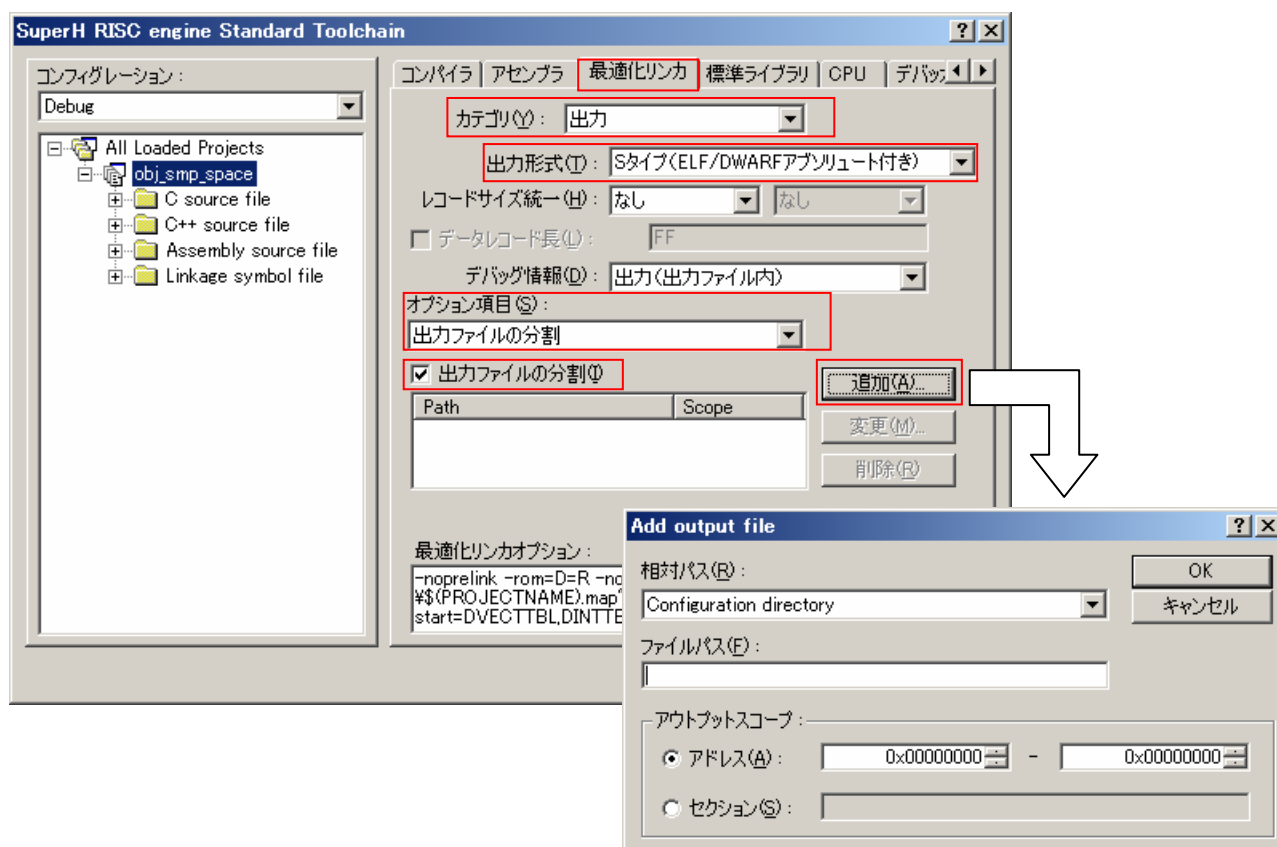 SuperH RISC engine Standard Toolchain
コンフィグレーション :
Debug
All Loaded Projects
obj_smp_space
C source file
C++ source file
Assembly source file
Linkage symbol file
コンパイラ アセンブラ 最適化リンカ 標準ライブラリ CPU
カテゴリ(Y) : 出力
出力形式(T) : Sタイプ(ELF/DWARFアブソリュート付き)
レコードサイズ統一(H) : なし なし
データレコード長(L) : FF
デバッグ情報(D) : 出力(出力ファイル内)
オプション項目(S) :
出力ファイルの分割
出力ファイルの分割(I)
Path Scope
追加(A)...
変更(M)...
削除(R)
最適化リンカオプション :
-noprelink -rom=D=R
¥$(PROJECTNAME).map
start=DVECTTBL,DINTTB
Add output file
相対パス(R) :
Configuration directory
ファイルパス(F) :
OK
キャンセル
アウトプットスコープ :
アドレス(A) : 0x00000000 - 0x00000000
セクション(S) :